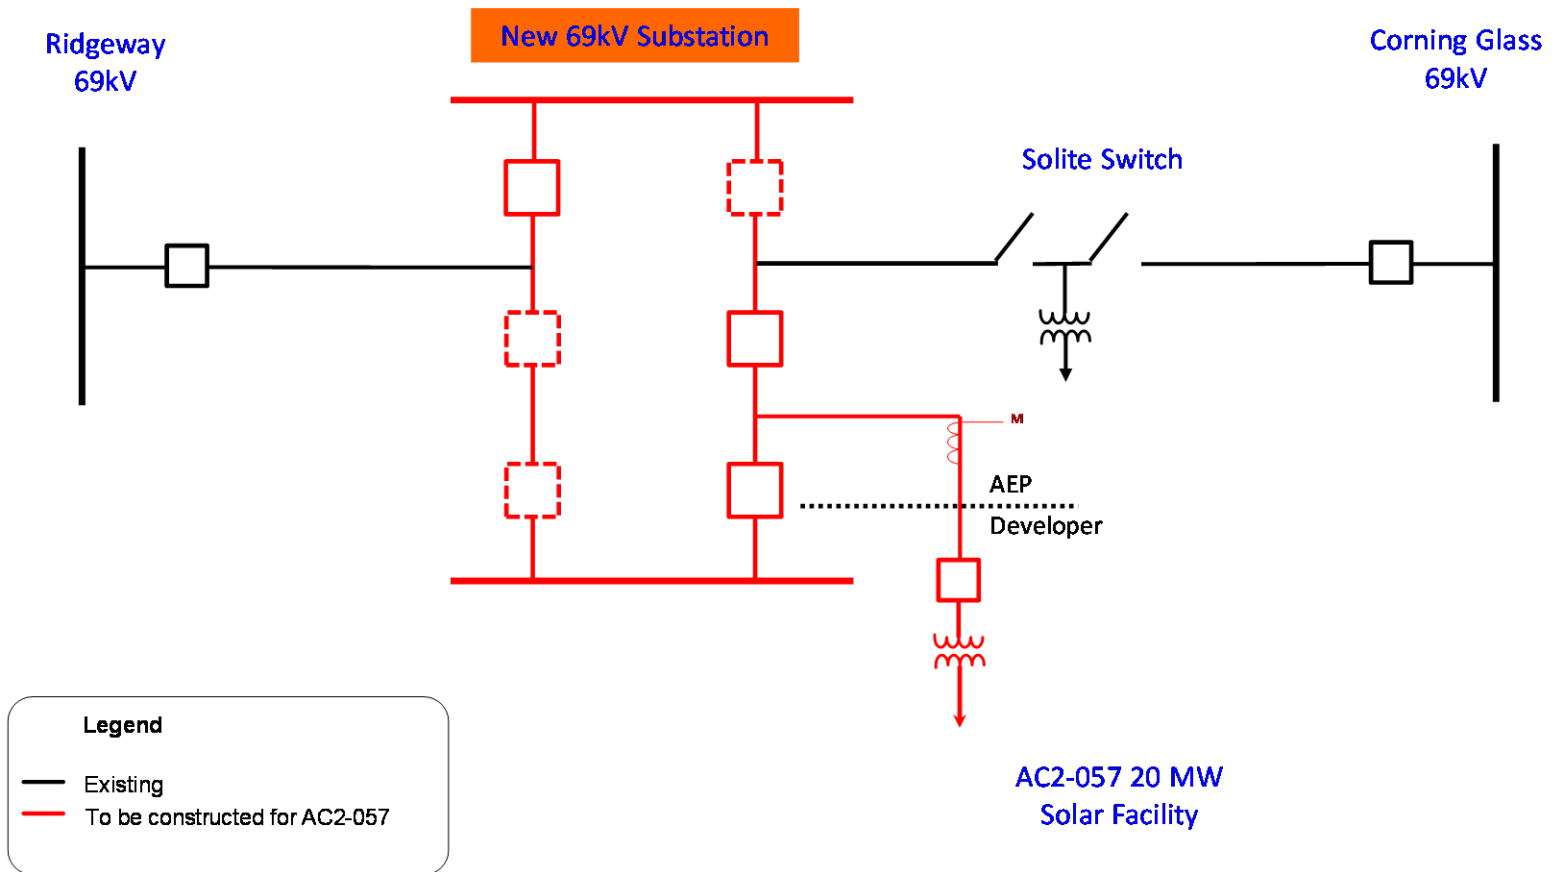 New 69kV Substation
Ridgeway
69kV
Corning Glass
69kV
Solite Switch
M
AEP
Developer
Legend
Existing
To be constructed for AC2-057
AC2-057 20 MW
Solar Facility